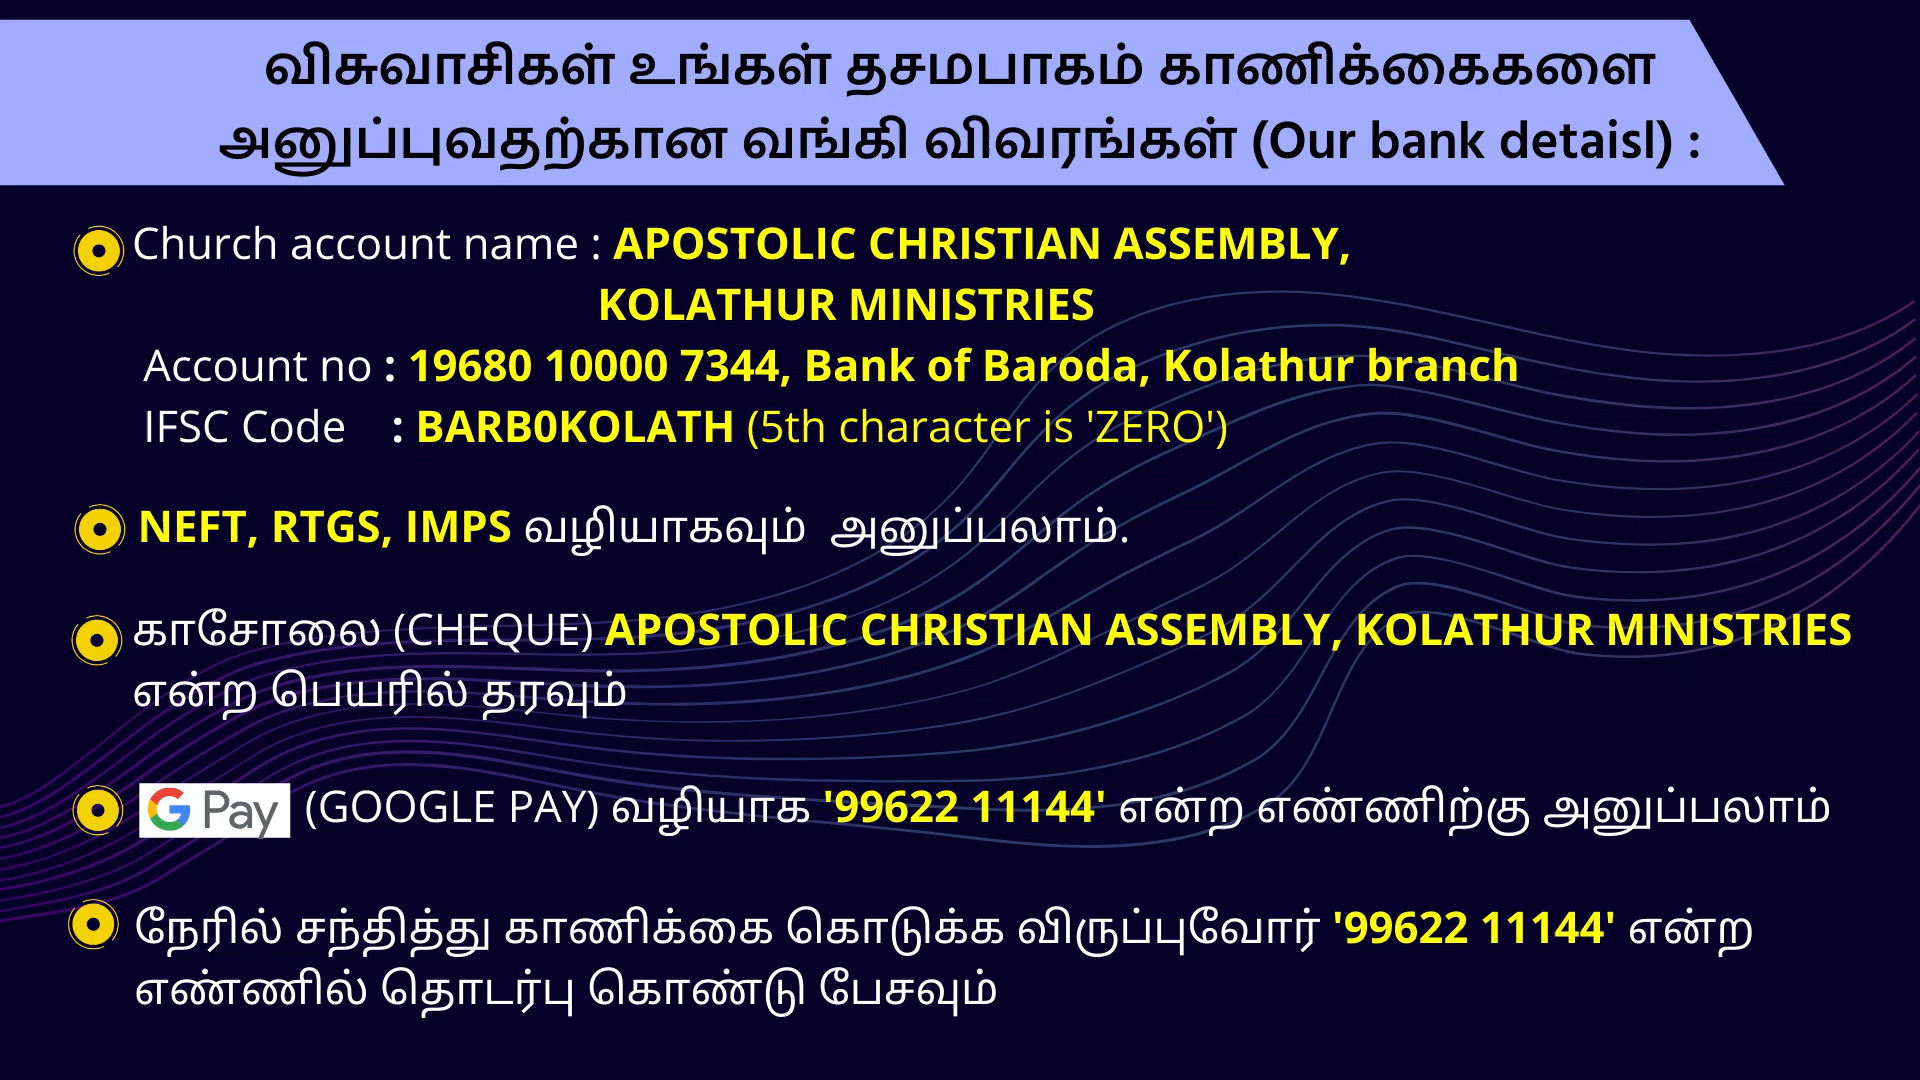 விசுவாசிகள் உங்கள் தசமபாகம் காணிக்கைகளை
அனுப்புவதற்கான வங்கி விவரங்கள் (Our bank detaisl) :
Church account name : APOSTOLIC CHRISTIAN ASSEMBLY,
KOLATHUR MINISTRIES
Account no : 19680 10000 7344, Bank of Baroda, Kolathur branch
IFSC Code : BARB0KOLATH (5th character is 'ZERO')
NEFT, RTGS, IMPS வழியாகவும் அனுப்பலாம்.
காசோலை (CHEQUE) APOSTOLIC CHRISTIAN ASSEMBLY, KOLATHUR MINISTRIES
என்ற பெயரில் தரவும்
G Pay (GOOGLE PAY) வழியாக '99622 11144' என்ற எண்ணிற்கு அனுப்பலாம்
நேரில் சந்தித்து காணிக்கை கொடுக்க விருப்புவோர் '99622 11144' என்ற
எண்ணில் தொடர்பு கொண்டு பேசவும்